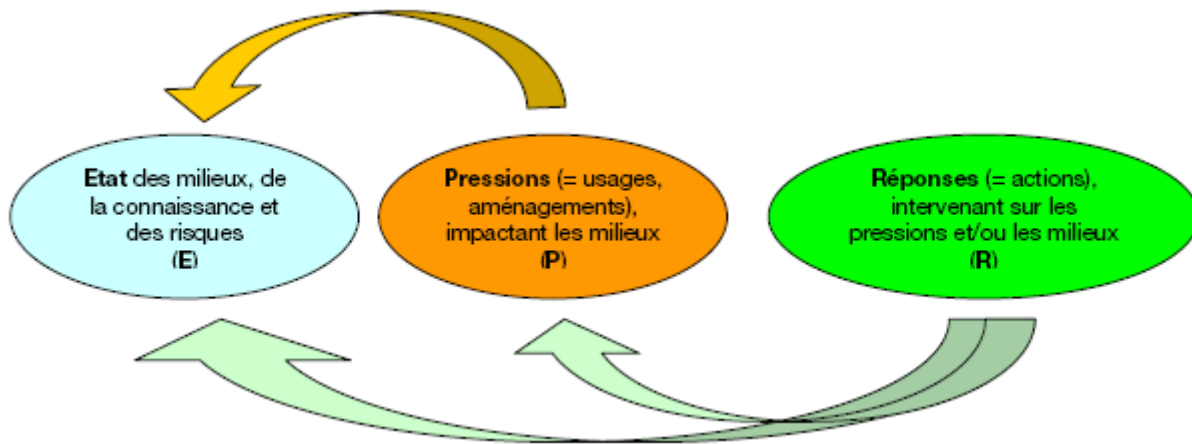 Etat des milieux, de
la connaissance et
des risques
(E)
Pressions (= usages,
aménagements),
impactant les milieux
(P)
Réponses (= actions),
intervenant sur les
pressions et/ou les milieux
(R)